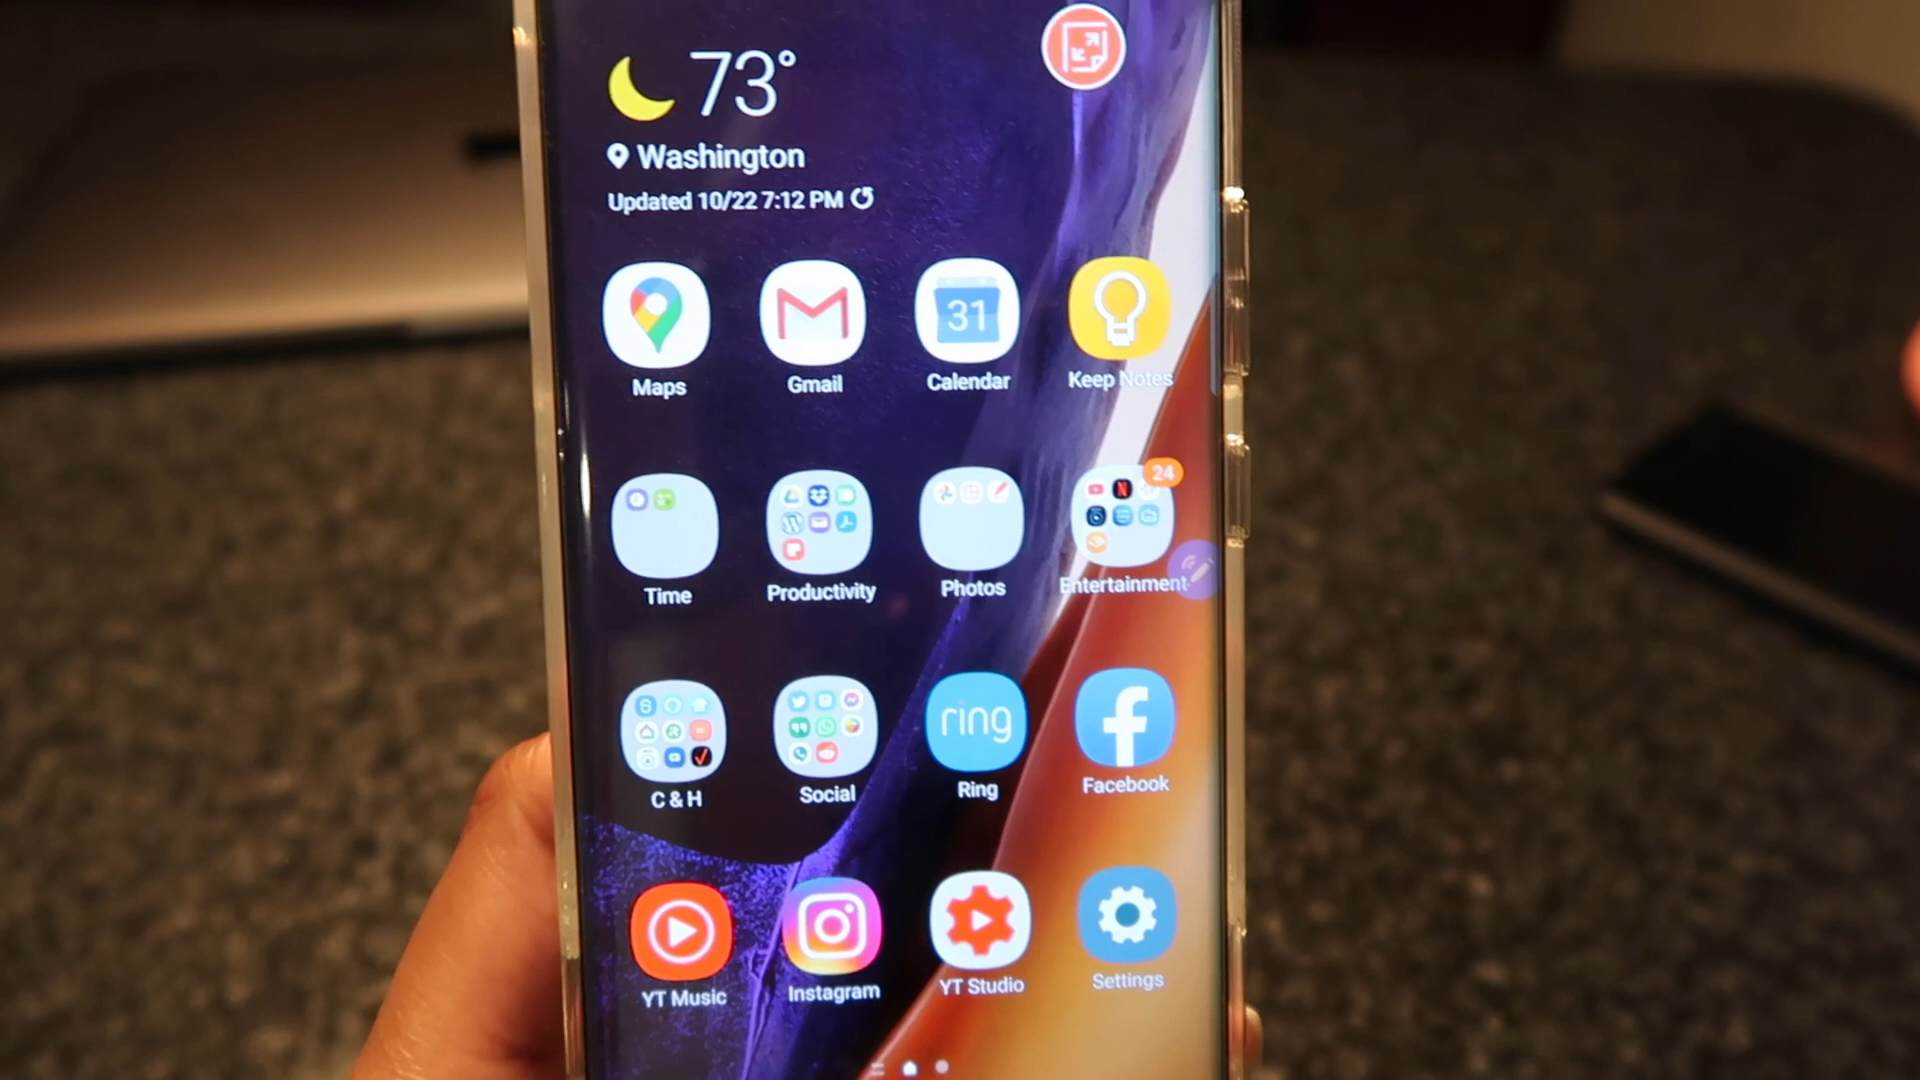 73°
Washington
Updated 10/22 7:12 PM
31
Maps
Gmail
Calendar
Keep Notes
24
Time
Productivity
Photos
Entertainment
ring
C & H
Social
Ring
Facebook
YT Music
Instagram
YT Studio
Settings